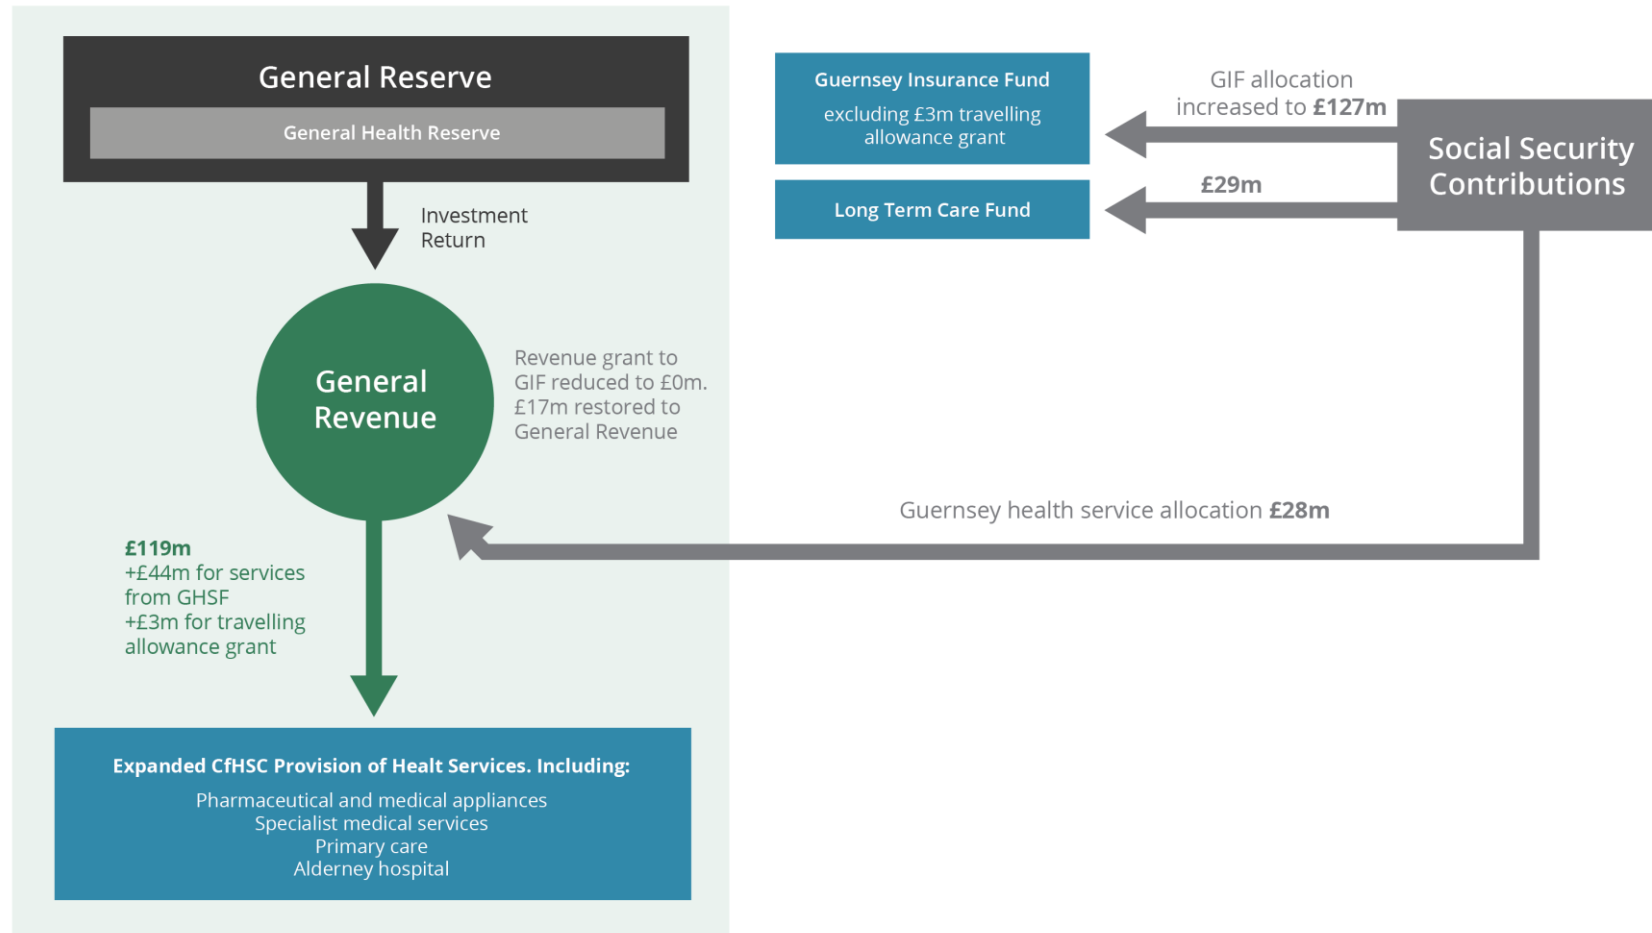 General Reserve
General Health Reserve
Investment
Return
General
Revenue
Revenue grant to
GIF reduced to £0m.
£17m restored to
General Revenue
£119m
+£44m for services
from GHSF
+£3m for travelling
allowance grant
Expanded CfHSC Provision of Healt Services. Including:
Pharmaceutical and medical appliances
Specialist medical services
Primary care
Alderney hospital
Guernsey Insurance Fund
excluding £3m travelling
allowance grant
Long Term Care Fund
GIF allocation
increased to £127m
£29m
Social Security
Contributions
Guernsey health service allocation £28m